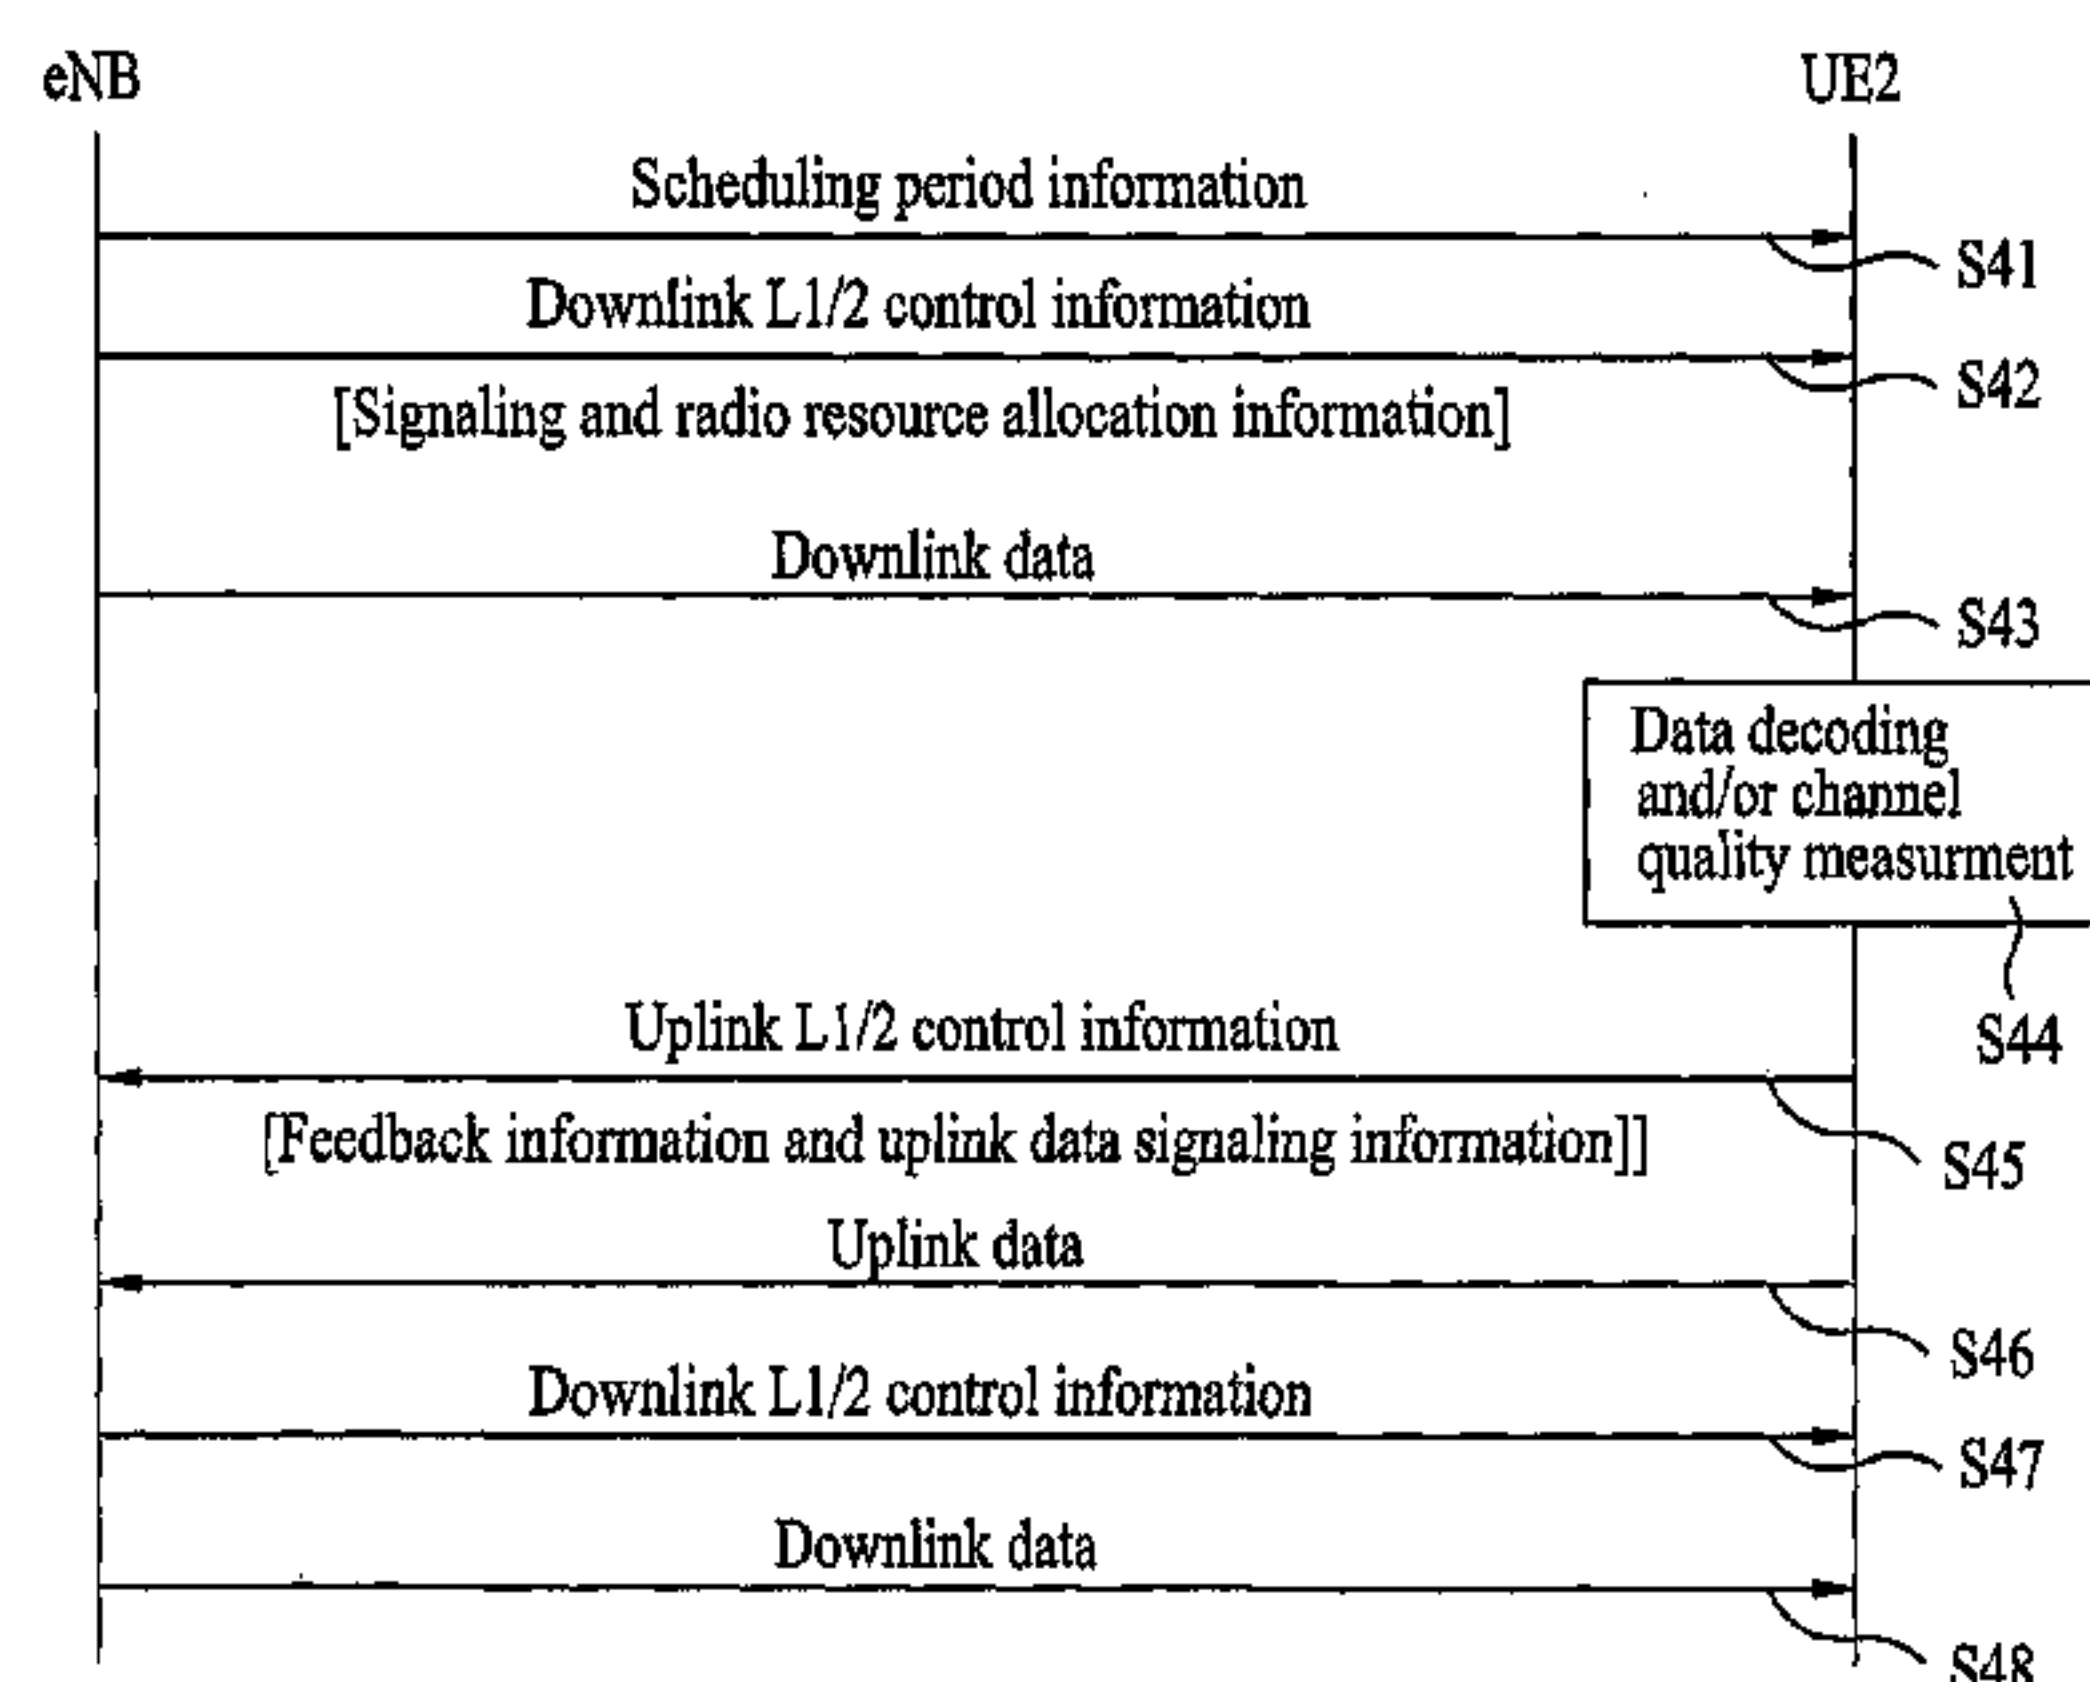 eNB
UE2
Scheduling period information
S41
Downlink L1/2 control information
S42
[Signaling and radio resource allocation information]
Downlink data
S43
Data decoding
and/or channel
quality measurment
S44
Uplink L1/2 control information
[Feedback information and uplink data signaling information]]
S45
Uplink data
S46
Downlink L1/2 control information
S47
Downlink data
S48